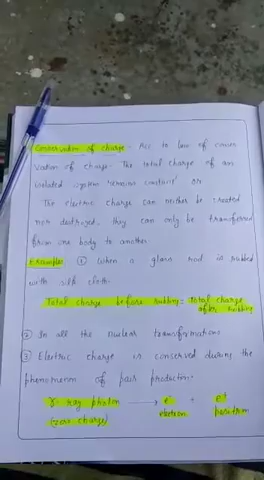 Conservation of charge - Acc to law of conser
vation of charge - The total charge of an
isolated system remains constant or
The electric charge can neither be created
nor destroyed, they can only be transferred
from one body to another
Examples ① When a glass rod is rubbed
with silk cloth.
Total charge before rubbing = Total charge
after rubbing
② In all the nuclear transformations
③ Electric charge is conserved during the
phenomenon of pair production.
γ-ray photon ⟶ e⁻ + e⁺
(zero charge) electron positron